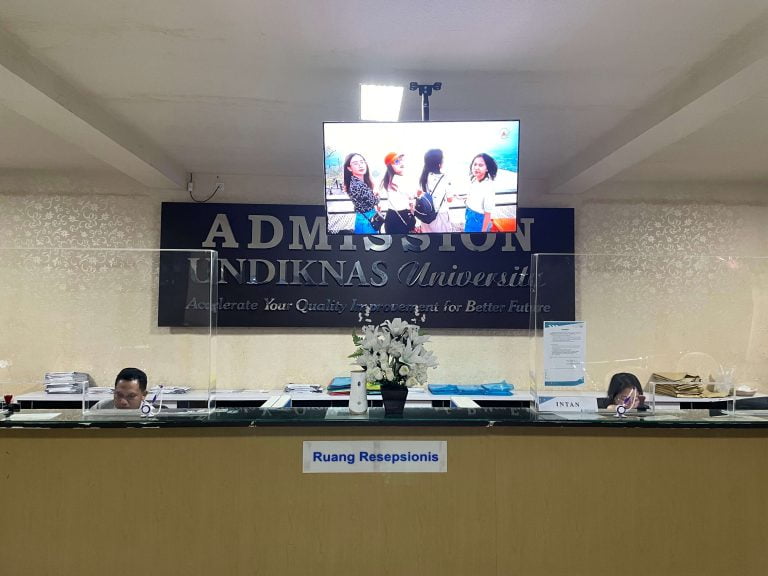 ADMISSION
UNDIKNAS University
Accelerate Your Quality Improvement for Better Future
INTAN
Ruang Resepsionis